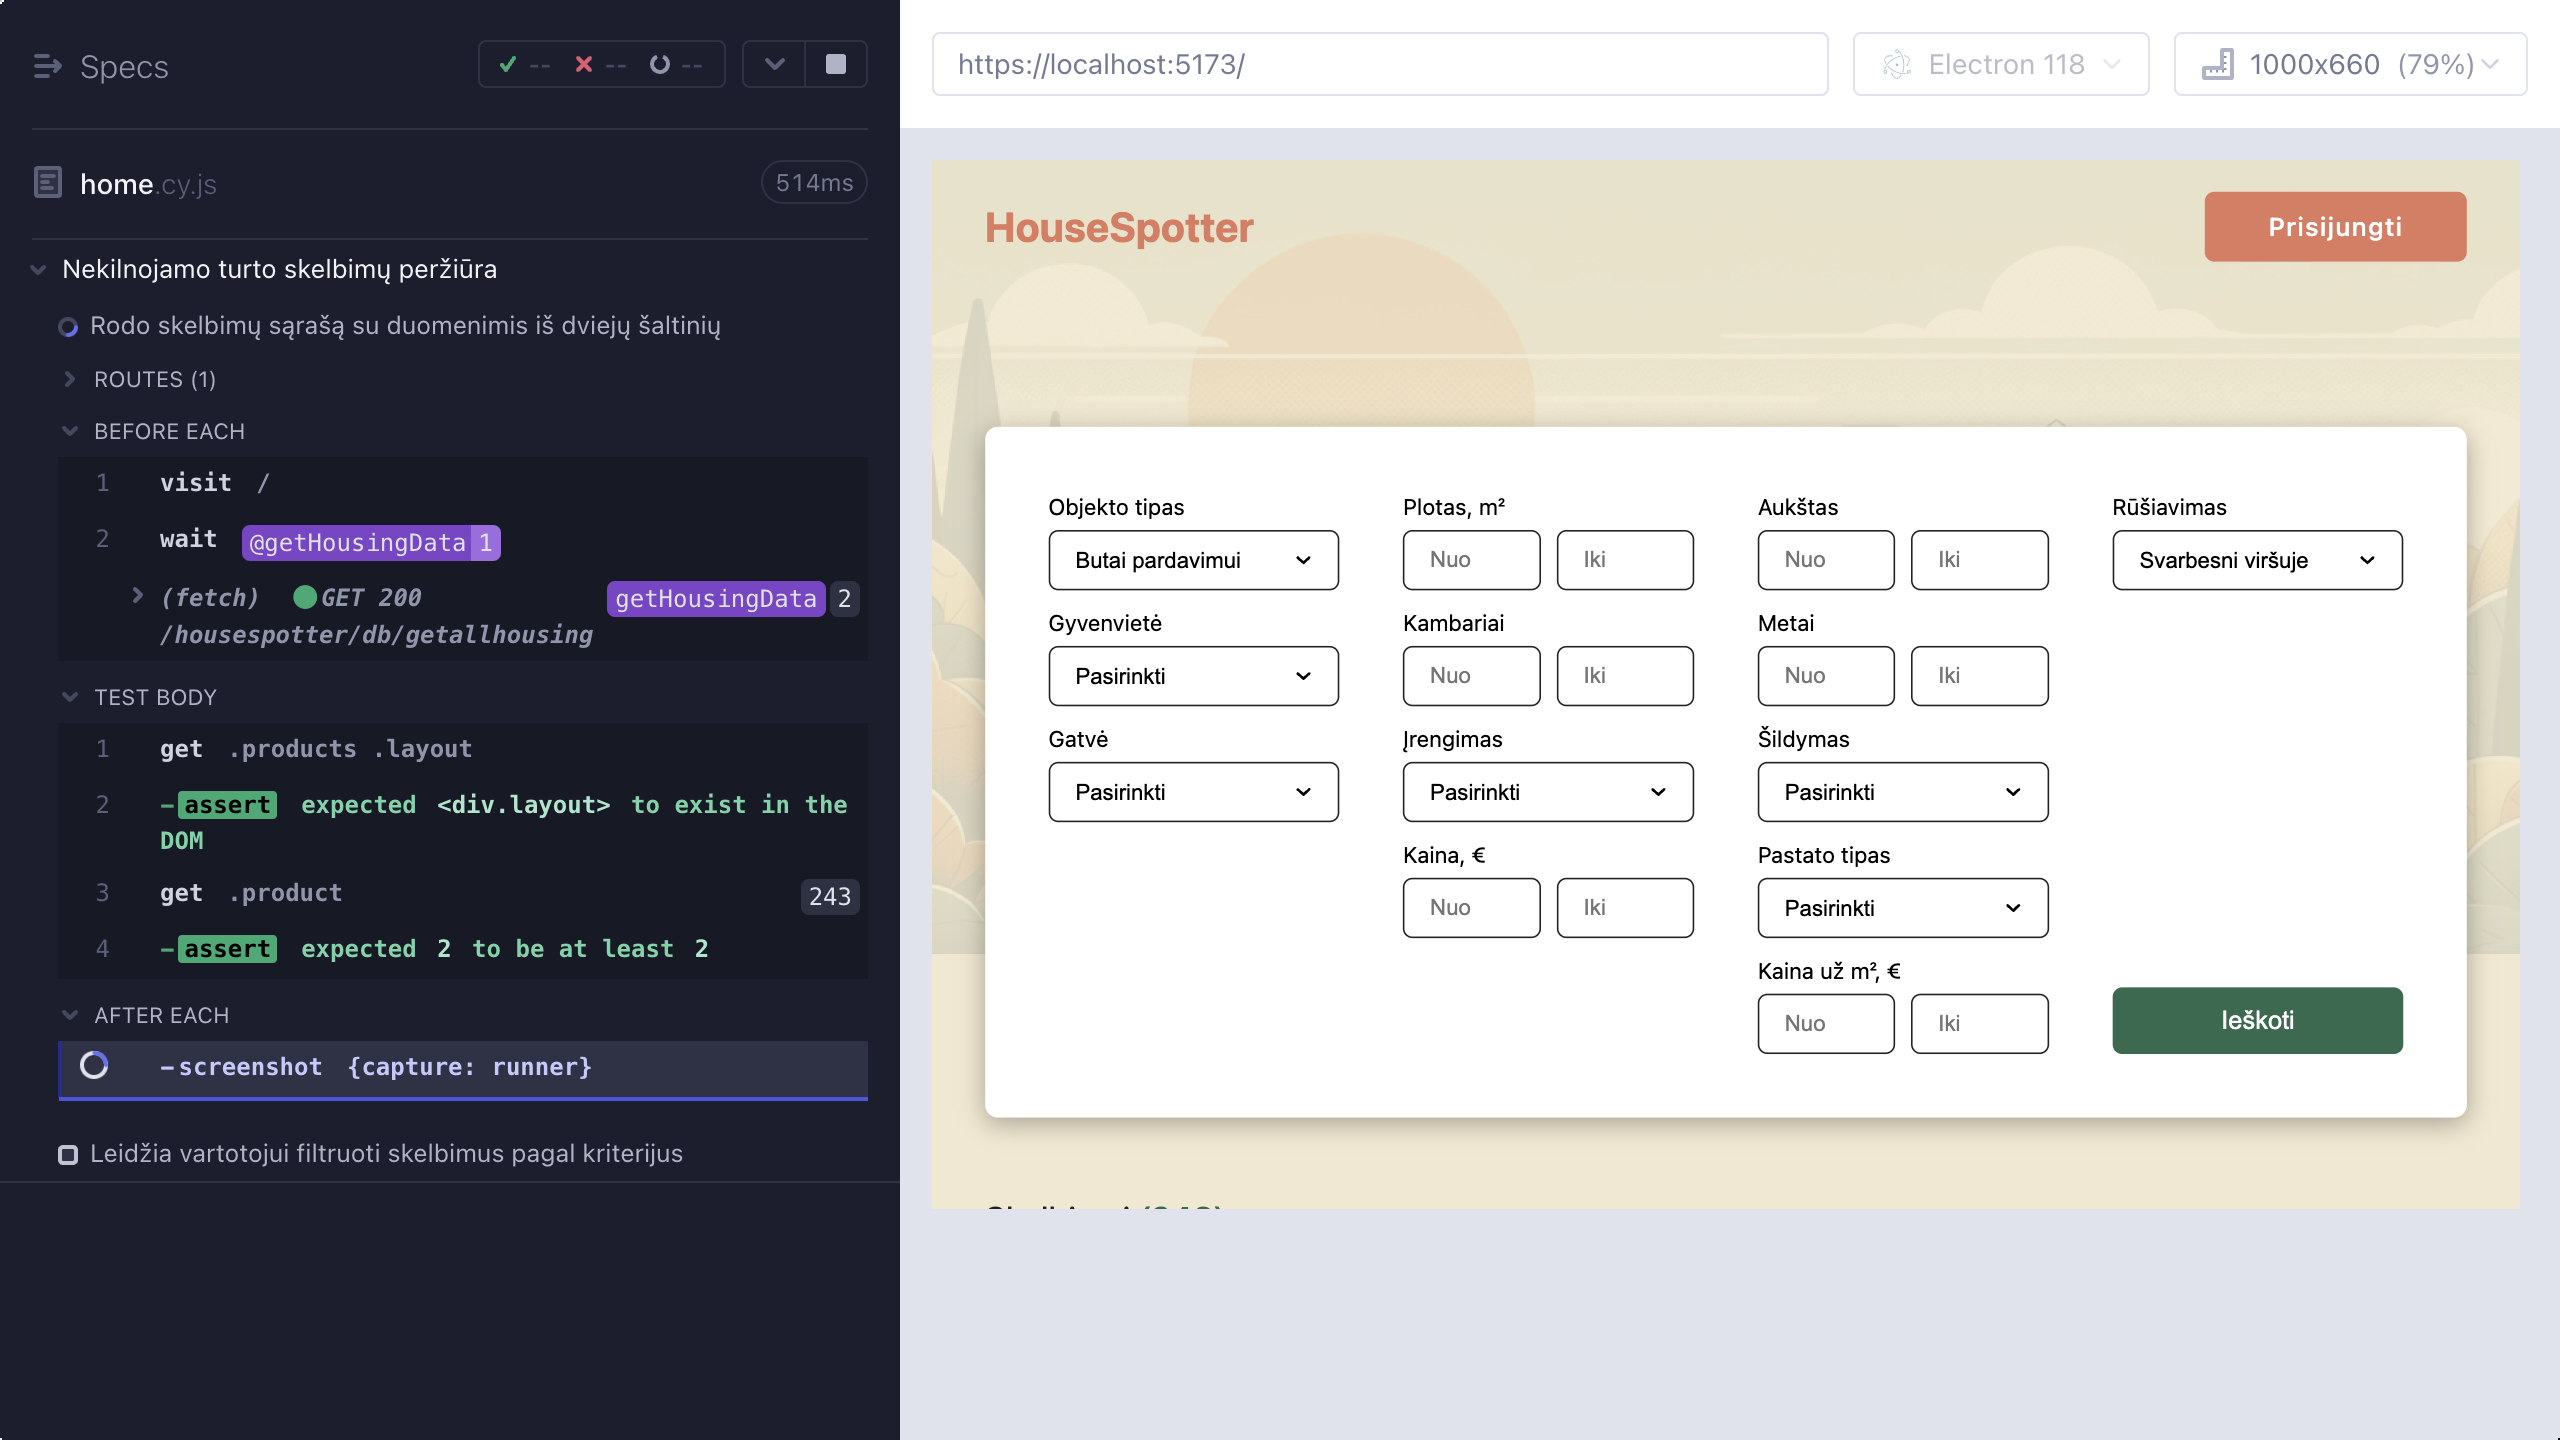 Specs
-- -- --
home.cy.js
514ms
Nekilnojamo turto skelbimų peržiūra
Rodo skelbimų sąrašą su duomenimis iš dviejų šaltinių
ROUTES (1)
BEFORE EACH
1 visit /
2 wait @getHousingData 1
(fetch) GET 200 getHousingData 2
/housespotter/db/getallhousing
TEST BODY
1 get .products .layout
2 -assert expected <div.layout> to exist in the
DOM
3 get .product 243
4 -assert expected 2 to be at least 2
AFTER EACH
-screenshot {capture: runner}
Leidžia vartotojui filtruoti skelbimus pagal kriterijus
https://localhost:5173/
Electron 118
1000x660 (79%)
HouseSpotter
Prisijungti
Objekto tipas Plotas, m² Aukštas Rūšiavimas
Butai pardavimui Nuo Iki Nuo Iki Svarbesni viršuje
Gyvenvietė Kambariai Metai
Pasirinkti Nuo Iki Nuo Iki
Gatvė Įrengimas Šildymas
Pasirinkti Pasirinkti Pasirinkti
Kaina, € Pastato tipas
Nuo Iki Pasirinkti
Kaina už m², €
Nuo Iki Ieškoti